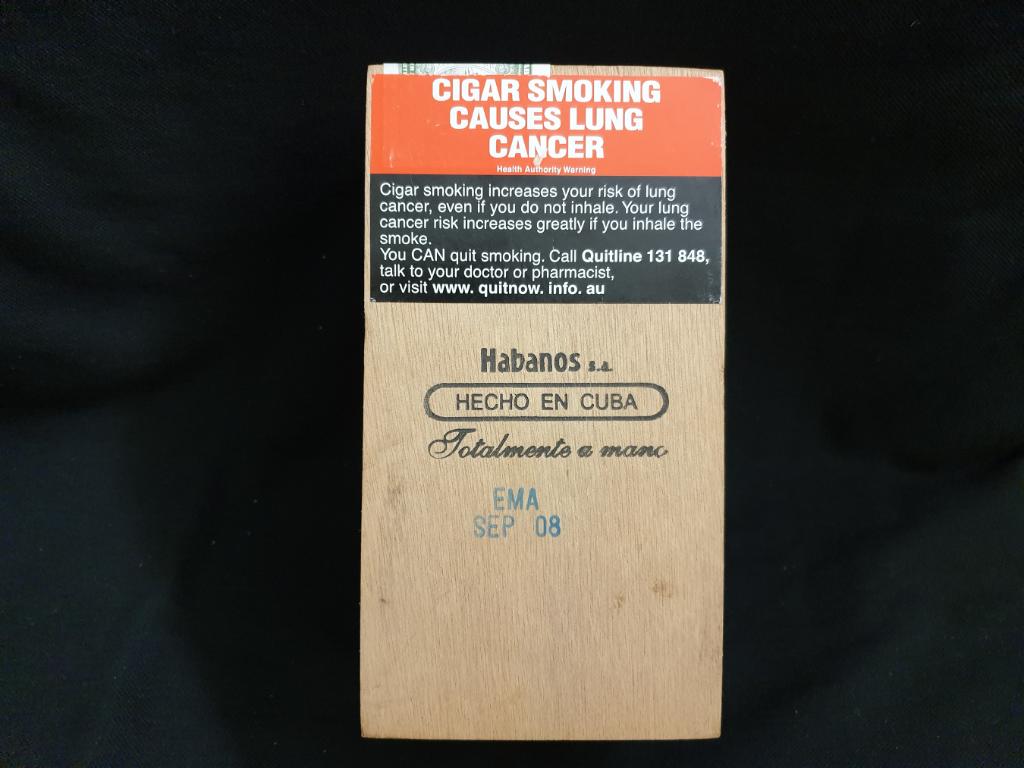 CIGAR SMOKING
CAUSES LUNG
CANCER
Health Authority Warning
Cigar smoking increases your risk of lung
cancer, even if you do not inhale. Your lung
cancer risk increases greatly if you inhale the
smoke.
You CAN quit smoking. Call Quitline 131 848,
talk to your doctor or pharmacist,
or visit www. quitnow. info. au
Habanos s.a.
HECHO EN CUBA
Totalmente a mano
EMA
SEP 08